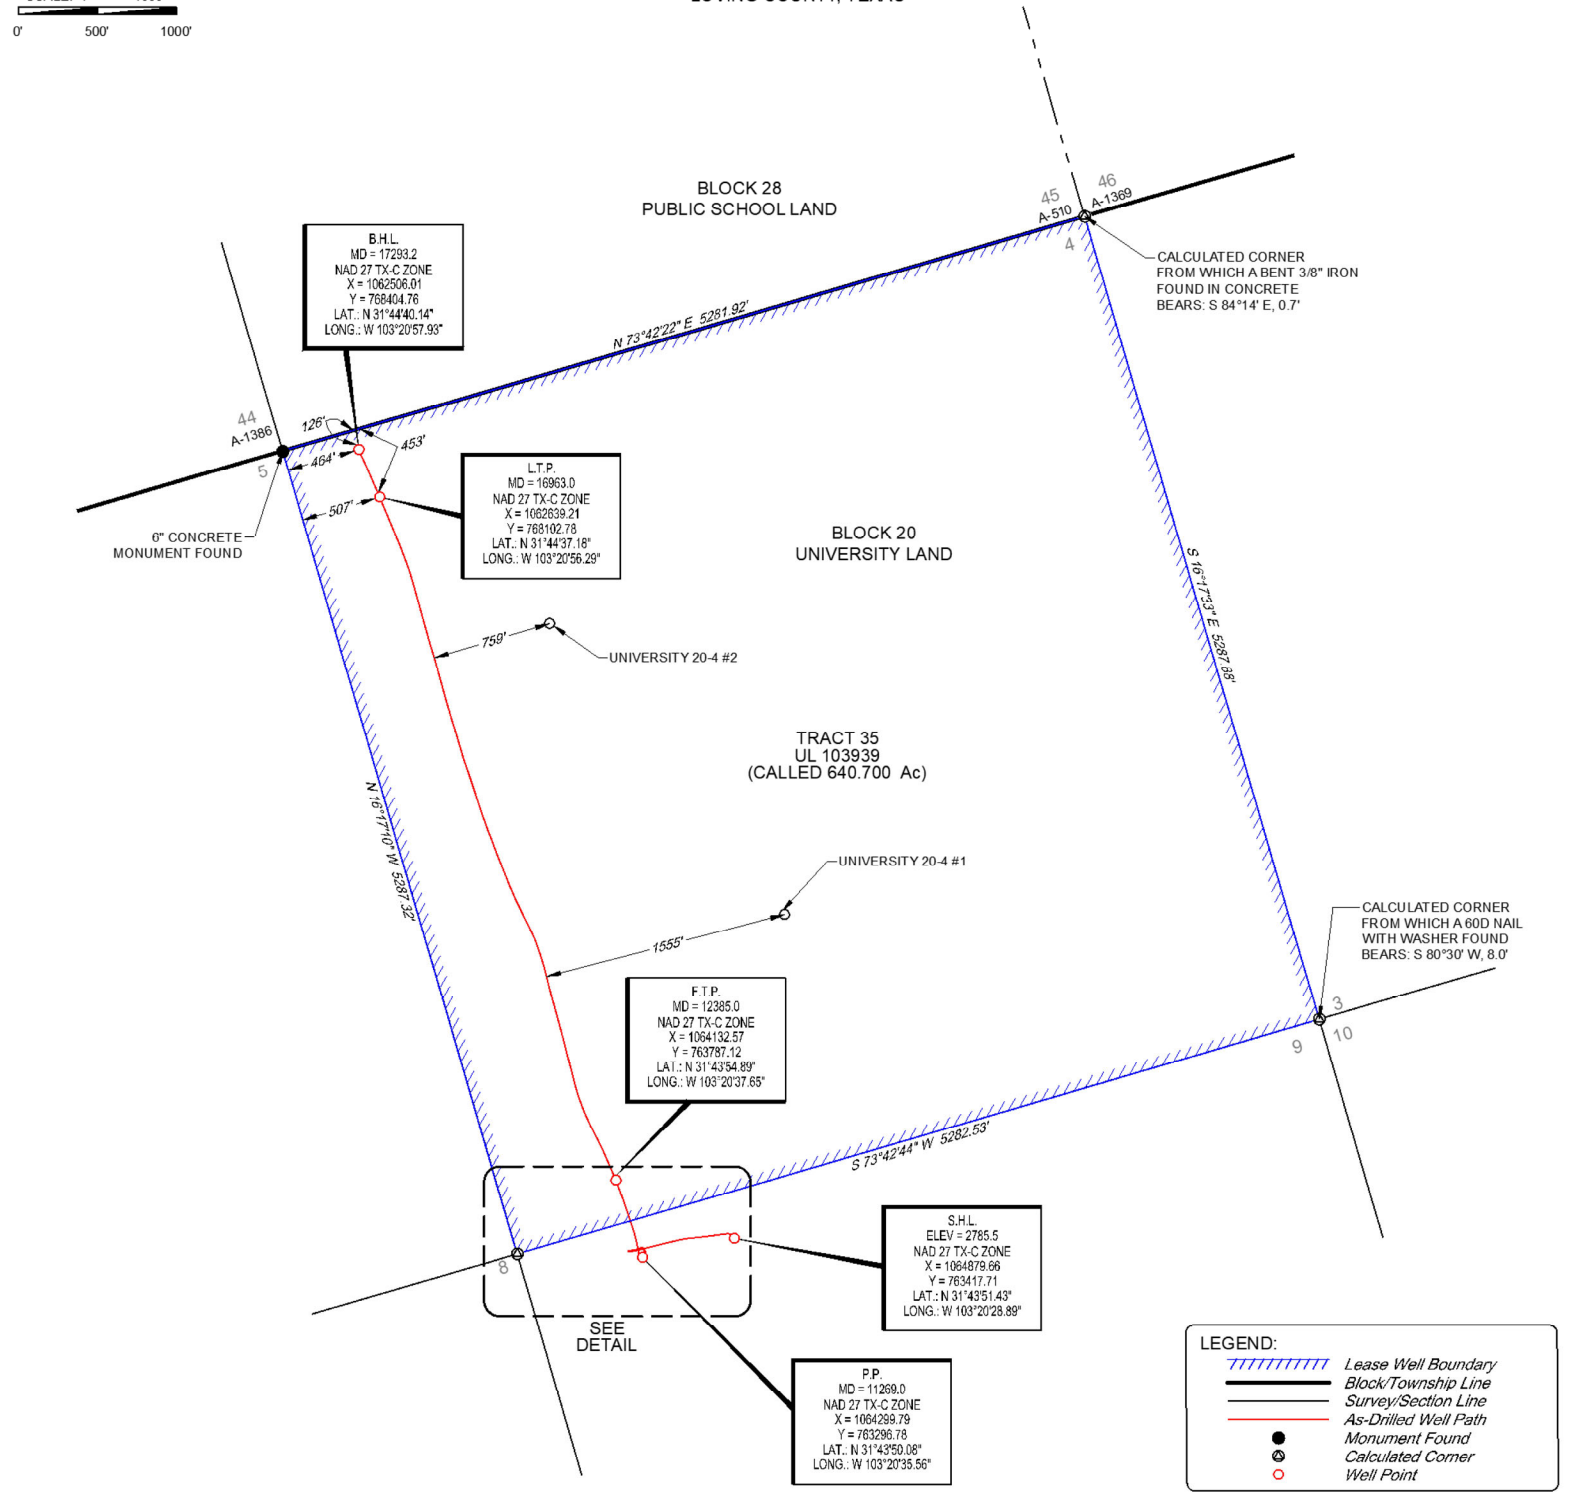 0'
500'
1000'
BLOCK 28
PUBLIC SCHOOL LAND
45
46
A-510
A-1369
4
CALCULATED CORNER
FROM WHICH A BENT 3/8" IRON
FOUND IN CONCRETE
BEARS: S 84°14' E, 0.7'
B.H.L.
MD = 17293.2
NAD 27 TX-C ZONE
X = 1062506.01
Y = 768404.76
LAT.: N 31°44'40.14"
LONG.: W 103°20'57.93"
N 73°42'22" E 5281.92'
44
A-1386
5
126'
453'
464'
507'
6" CONCRETE
MONUMENT FOUND
L.T.P.
MD = 16963.0
NAD 27 TX-C ZONE
X = 1062639.21
Y = 768102.78
LAT.: N 31°44'37.18"
LONG.: W 103°20'56.29"
BLOCK 20
UNIVERSITY LAND
S 16°17'33" E 5287.88'
759'
UNIVERSITY 20-4 #2
TRACT 35
UL 103939
(CALLED 640.700 Ac)
N 16°17'10" W 5287.32'
UNIVERSITY 20-4 #1
1555'
CALCULATED CORNER
FROM WHICH A 60D NAIL
WITH WASHER FOUND
BEARS: S 80°30' W, 8.0'
3
9
10
F.T.P.
MD = 12385.0
NAD 27 TX-C ZONE
X = 1064132.57
Y = 763787.12
LAT.: N 31°43'54.89"
LONG.: W 103°20'37.65"
S 73°42'44" W 5282.53'
8
SEE
DETAIL
S.H.L.
ELEV = 2785.5
NAD 27 TX-C ZONE
X = 1064879.66
Y = 763417.71
LAT.: N 31°43'51.43"
LONG.: W 103°20'28.89"
P.P.
MD = 11269.0
NAD 27 TX-C ZONE
X = 1064299.79
Y = 763296.78
LAT.: N 31°43'50.08"
LONG.: W 103°20'35.56"
LEGEND:
Lease Well Boundary
Block/Township Line
Survey/Section Line
As-Drilled Well Path
Monument Found
Calculated Corner
Well Point